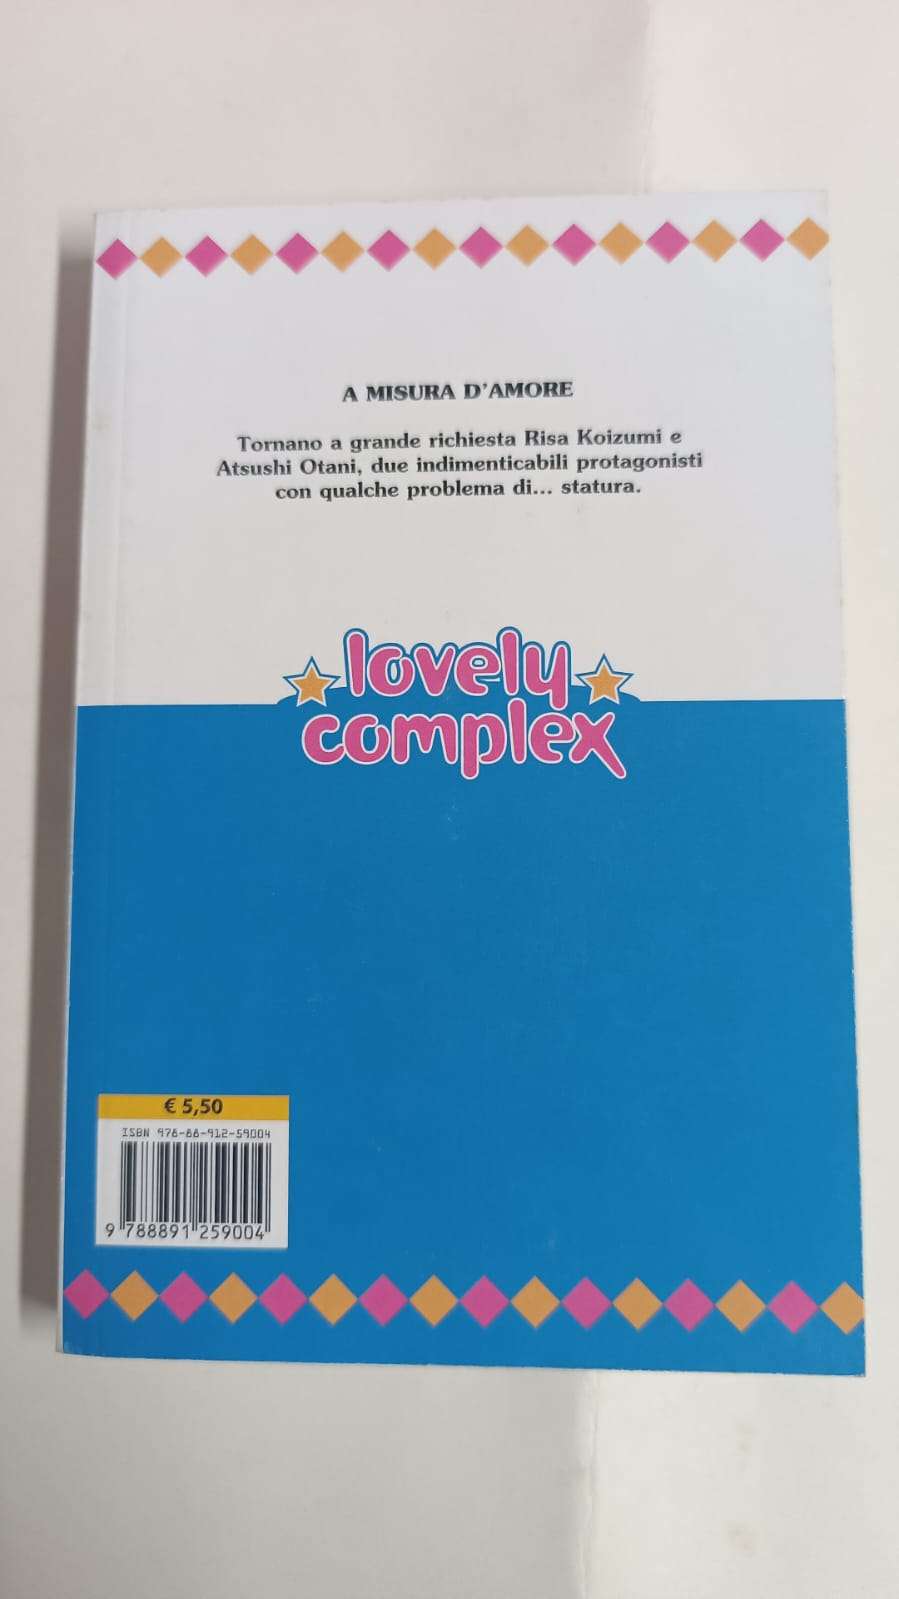 A MISURA D'AMORE
Tornano a grande richiesta Risa Koizumi e
Atsushi Otani, due indimenticabili protagonisti
con qualche problema di... statura.
lovely
complex
€ 5,50
ISBN 978-88-912-59004
9 788891 259004